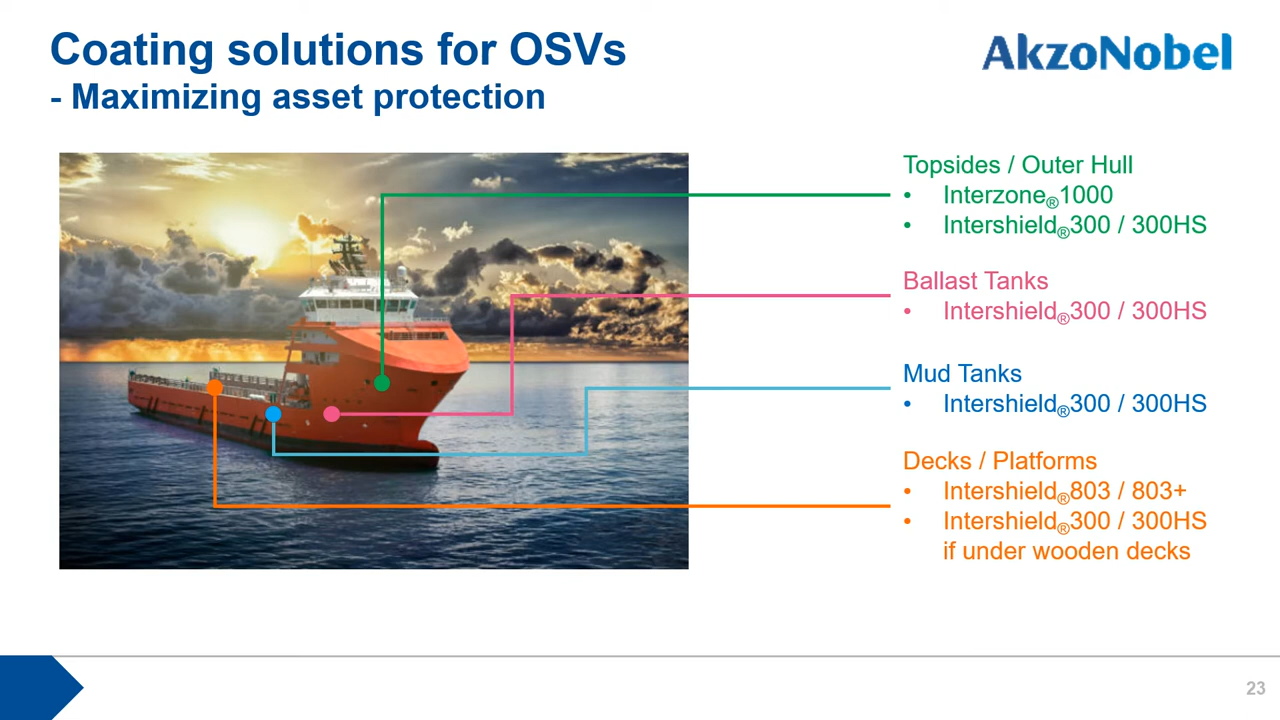 Coating solutions for OSVs
- Maximizing asset protection
AkzoNobel
Topsides / Outer Hull
• Interzone®1000
• Intershield®300 / 300HS
Ballast Tanks
• Intershield®300 / 300HS
Mud Tanks
• Intershield®300 / 300HS
Decks / Platforms
• Intershield®803 / 803+
• Intershield®300 / 300HS
if under wooden decks
23